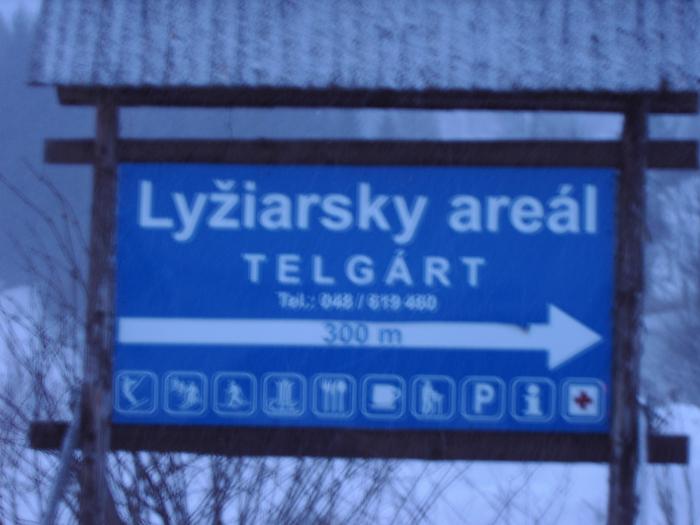 Lyžiarsky areál
TELGÁRT
Tel.: 048 / 619 460
300 m
P i